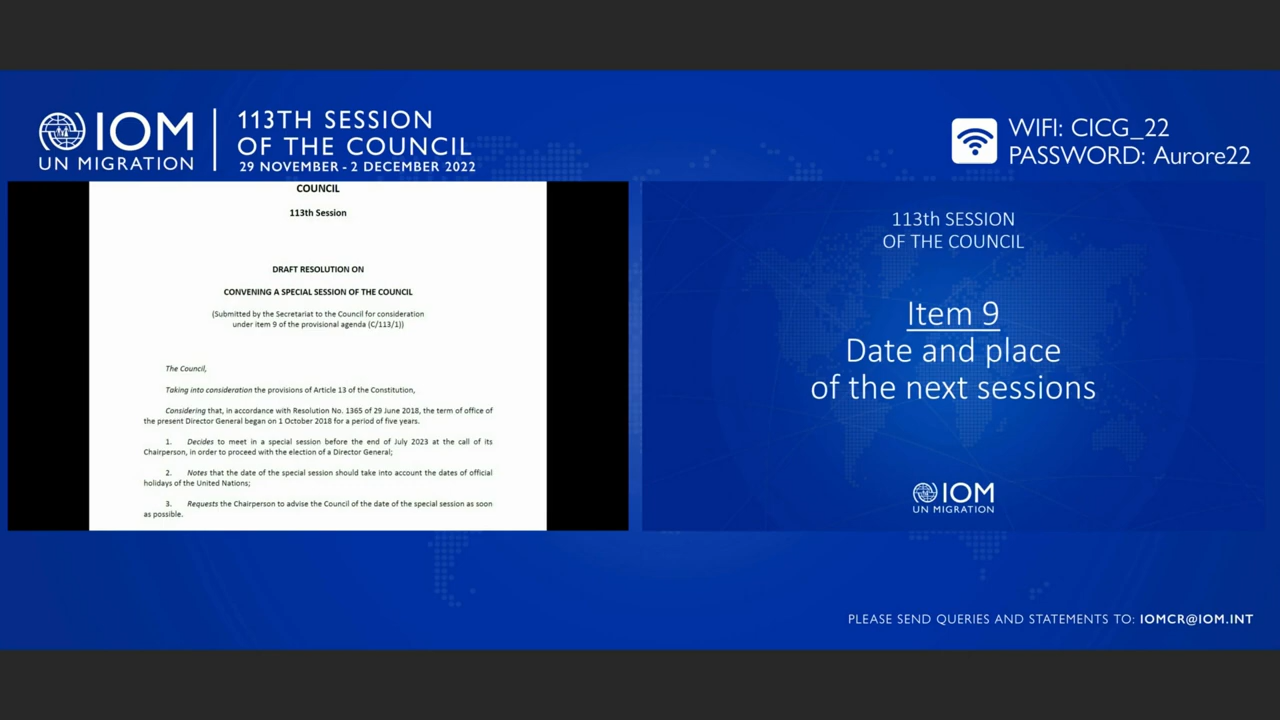 IOM
UN MIGRATION
113TH SESSION
OF THE COUNCIL
29 NOVEMBER - 2 DECEMBER 2022
WIFI: CICG_22
PASSWORD: Aurore22
COUNCIL
113th Session
DRAFT RESOLUTION ON
CONVENING A SPECIAL SESSION OF THE COUNCIL
(Submitted by the Secretariat to the Council for consideration
under item 9 of the provisional agenda (C/113/1))
The Council,
Taking into consideration the provisions of Article 13 of the Constitution,
Considering that, in accordance with Resolution No. 1365 of 29 June 2018, the term of office of
the present Director General began on 1 October 2018 for a period of five years.
1. Decides to meet in a special session before the end of July 2023 at the call of its
Chairperson, in order to proceed with the election of a Director General;
2. Notes that the date of the special session should take into account the dates of official
holidays of the United Nations;
3. Requests the Chairperson to advise the Council of the date of the special session as soon
as possible.
113th SESSION
OF THE COUNCIL
Item 9
Date and place
of the next sessions
IOM
UN MIGRATION
PLEASE SEND QUERIES AND STATEMENTS TO: IOMCR@IOM.INT